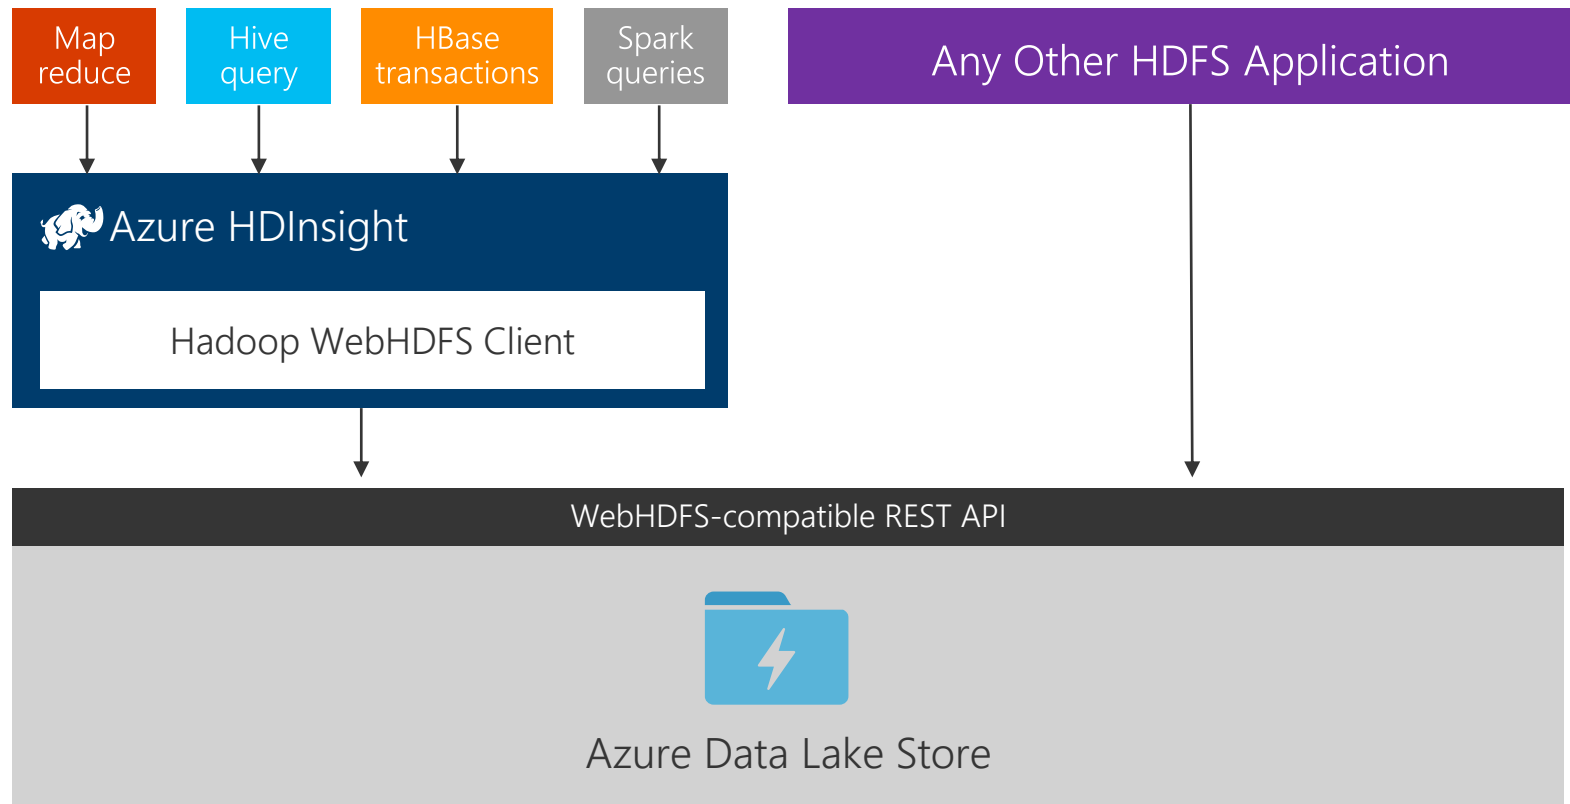 Map
reduce
Hive
query
HBase
transactions
Spark
queries
Any Other HDFS Application
Azure HDInsight
Hadoop WebHDFS Client
WebHDFS-compatible REST API
Azure Data Lake Store